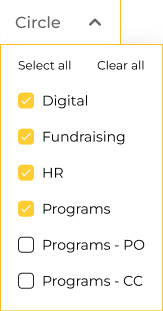 Circle
Select all Clear all
Digital
Fundraising
HR
Programs
Programs - PO
Programs - CC